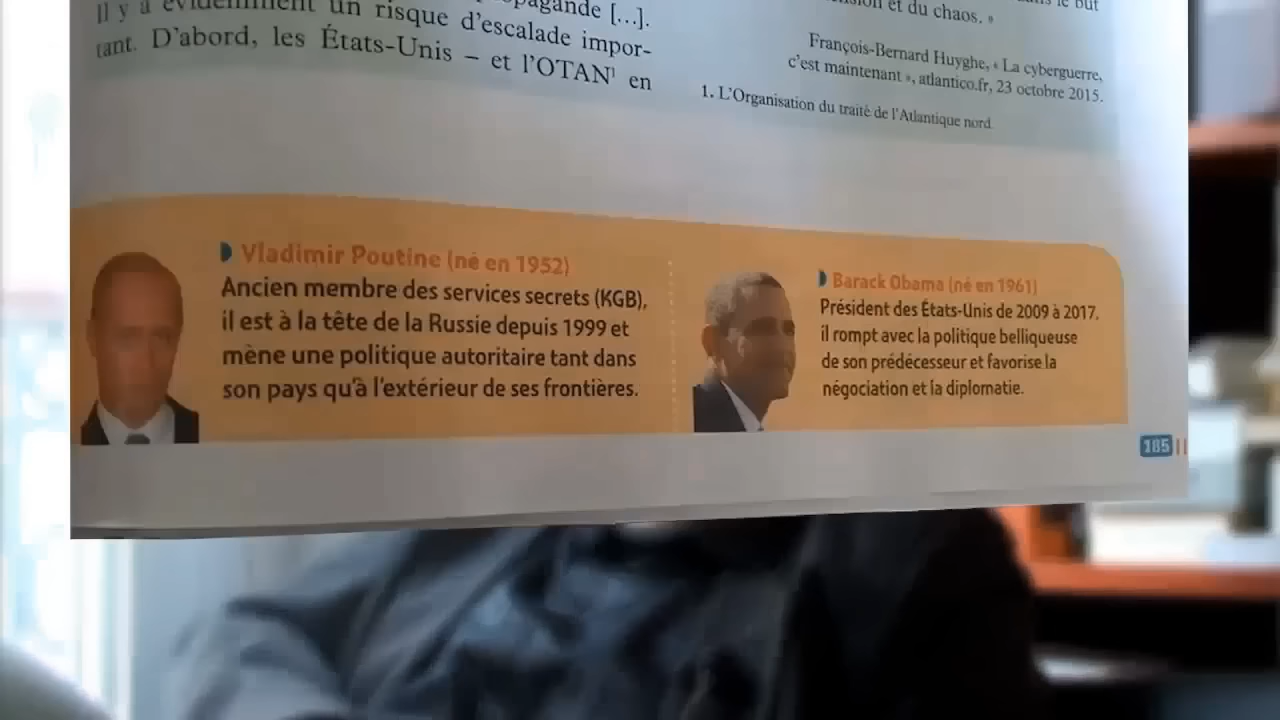 Il y a évidemment un risque d'escalade impor-
tant. D'abord, les États-Unis – et l'OTAN¹ en
et du chaos. »
François-Bernard Huyghe, « La cyberguerre,
c'est maintenant », atlantico.fr, 23 octobre 2015.
1. L'Organisation du traité de l'Atlantique nord.
Vladimir Poutine (né en 1952)
Ancien membre des services secrets (KGB),
il est à la tête de la Russie depuis 1999 et
mène une politique autoritaire tant dans
son pays qu'à l'extérieur de ses frontières.
Barack Obama (né en 1961)
Président des États-Unis de 2009 à 2017,
il rompt avec la politique belliqueuse
de son prédécesseur et favorise la
négociation et la diplomatie.
185